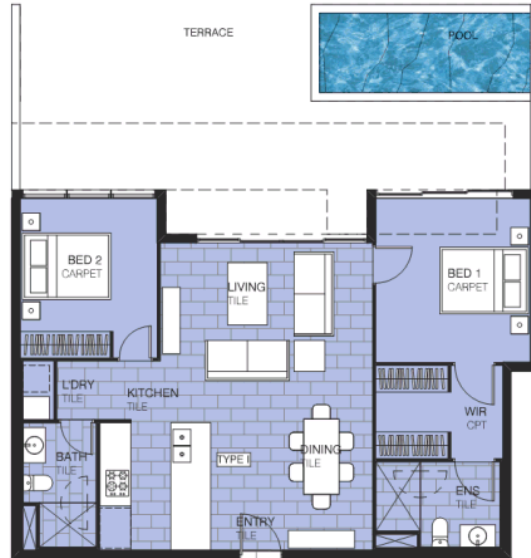 TERRACE
POOL
BED 2
CARPET
LIVING
TILE
BED 1
CARPET
L'DRY
TILE
KITCHEN
TILE
WIR
CPT
BATH
TILE
TYPE I
DINING
TILE
ENS
TILE
ENTRY
TILE